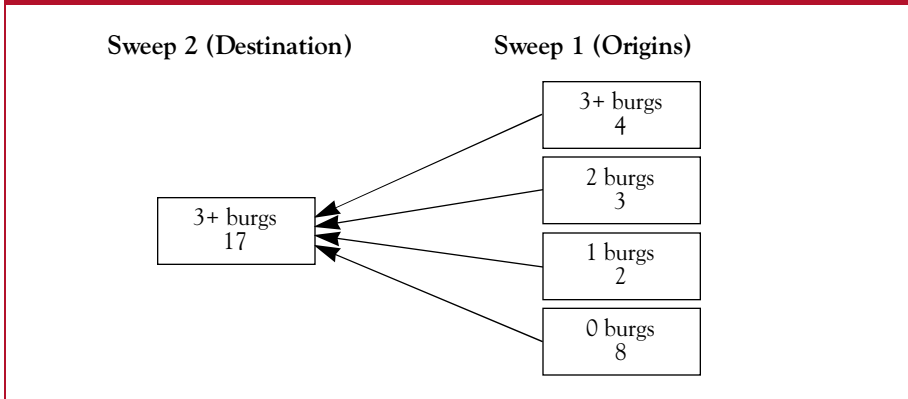 Sweep 2 (Destination)
Sweep 1 (Origins)
3+ burgs
17
3+ burgs
4
2 burgs
3
1 burgs
2
0 burgs
8